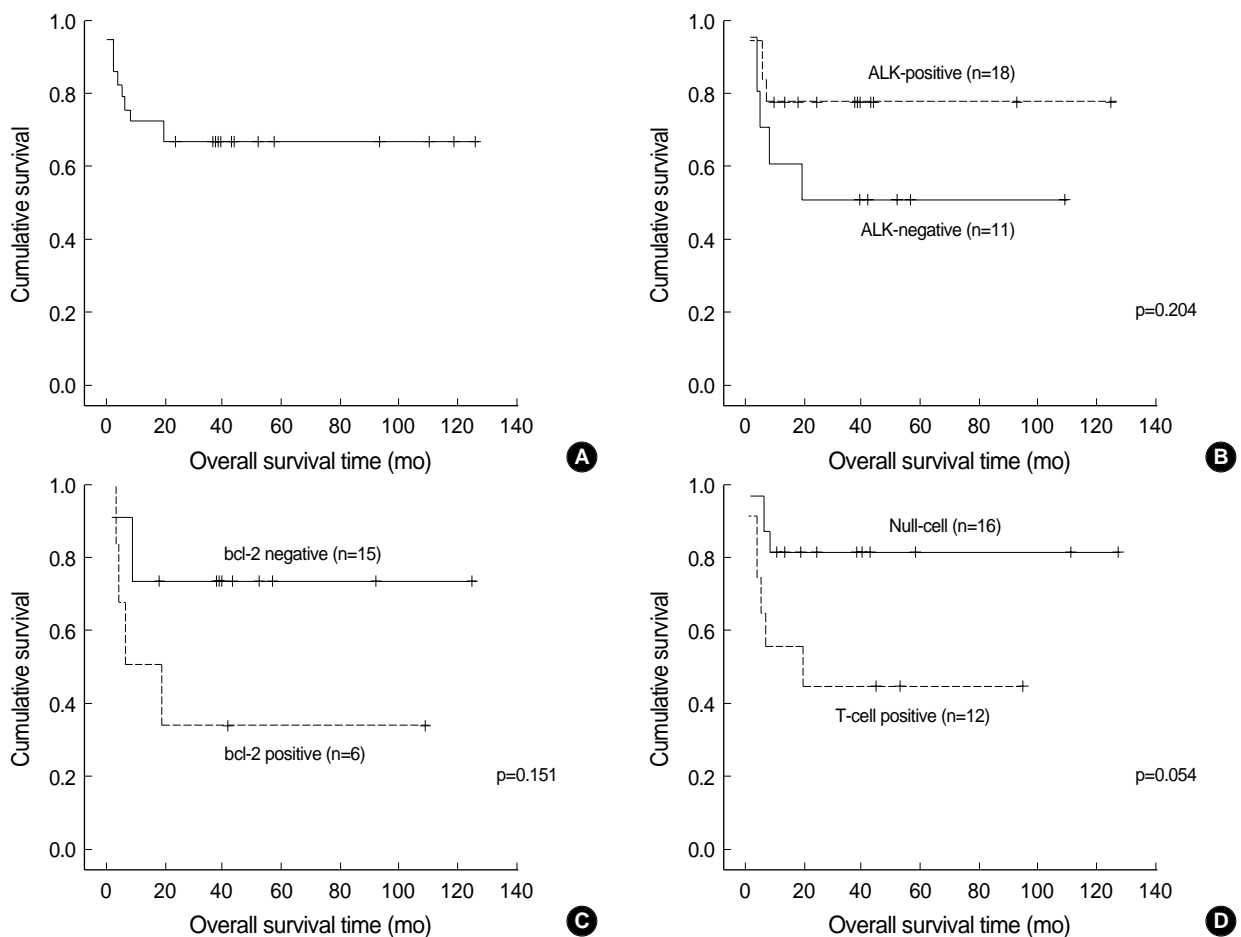 1.0
0.8
0.6
0.4
0.2
0.0
Cumulative survival
0 20 40 60 80 100 120 140
Overall survival time (mo)
A
1.0
0.8
0.6
0.4
0.2
0.0
Cumulative survival
ALK-positive (n=18)
ALK-negative (n=11)
p=0.204
0 20 40 60 80 100 120 140
Overall survival time (mo)
B
1.0
0.8
0.6
0.4
0.2
0.0
Cumulative survival
bcl-2 negative (n=15)
bcl-2 positive (n=6)
p=0.151
0 20 40 60 80 100 120 140
Overall survival time (mo)
C
1.0
0.8
0.6
0.4
0.2
0.0
Cumulative survival
Null-cell (n=16)
T-cell positive (n=12)
p=0.054
0 20 40 60 80 100 120 140
Overall survival time (mo)
D